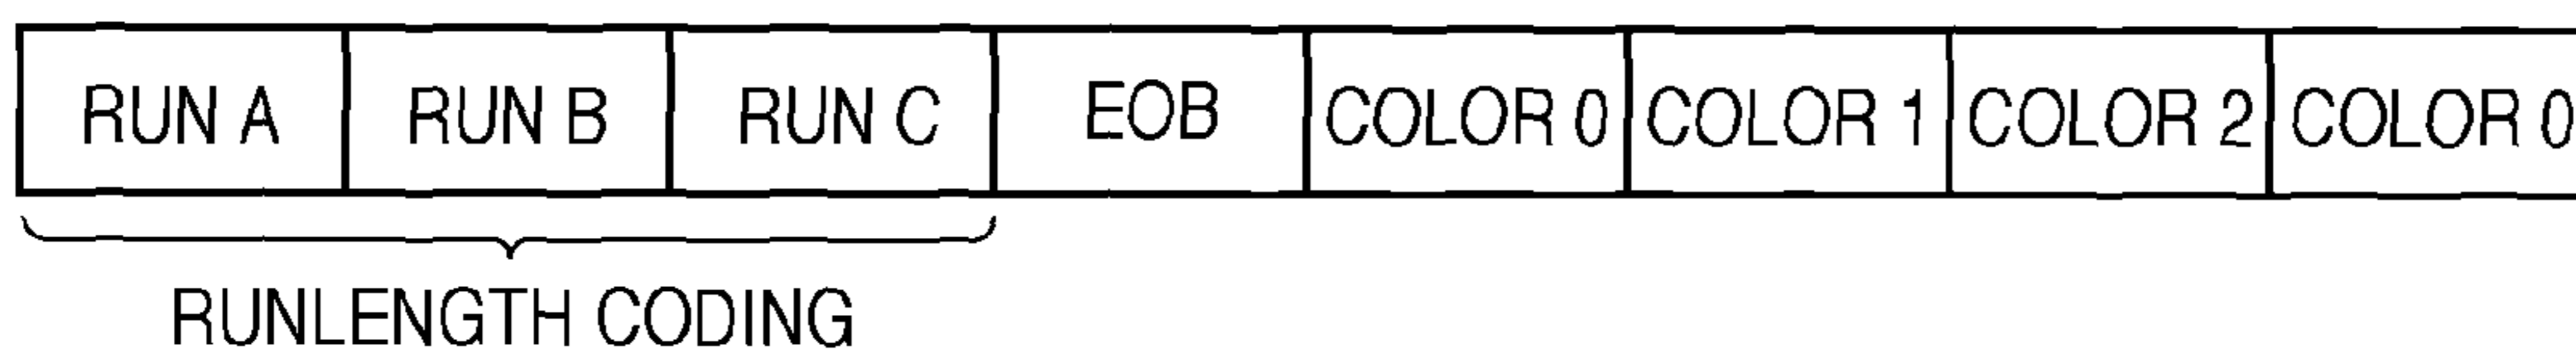 RUN A RUN B RUN C EOB COLOR 0 COLOR 1 COLOR 2 COLOR 0
RUNLENGTH CODING